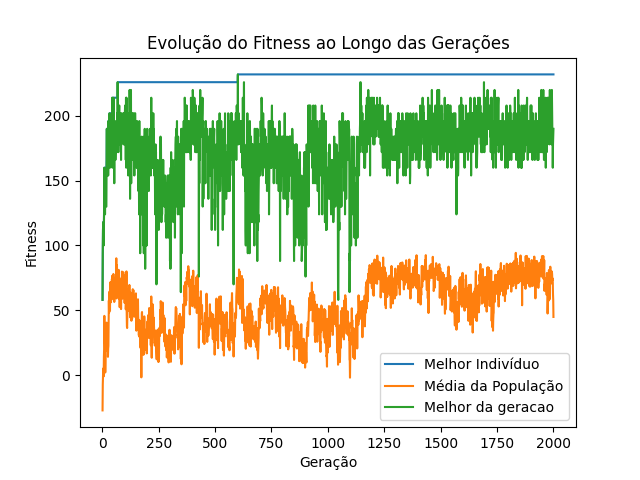 Evolução do Fitness ao Longo das Gerações
Fitness
200
150
100
50
0
0 250 500 750 1000 1250 1500 1750 2000
Geração
Melhor Indivíduo
Média da População
Melhor da geracao